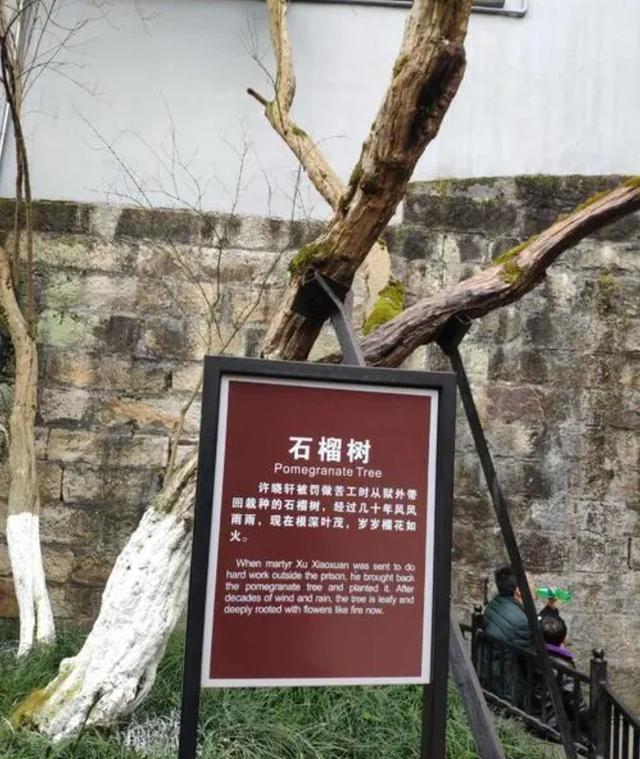 石榴树
Pomegranate Tree
许晓轩被罚做苦工时从狱外带
回栽种的石榴树，经过几十年风风
雨雨，现在根深叶茂，岁岁榴花如
火。
When martyr Xu Xiaoxuan was sent to do
hard work outside the prison, he brought back
the pomegranate tree and planted it. After
decades of wind and rain, the tree is leafy and
deeply rooted with flowers like fire now.